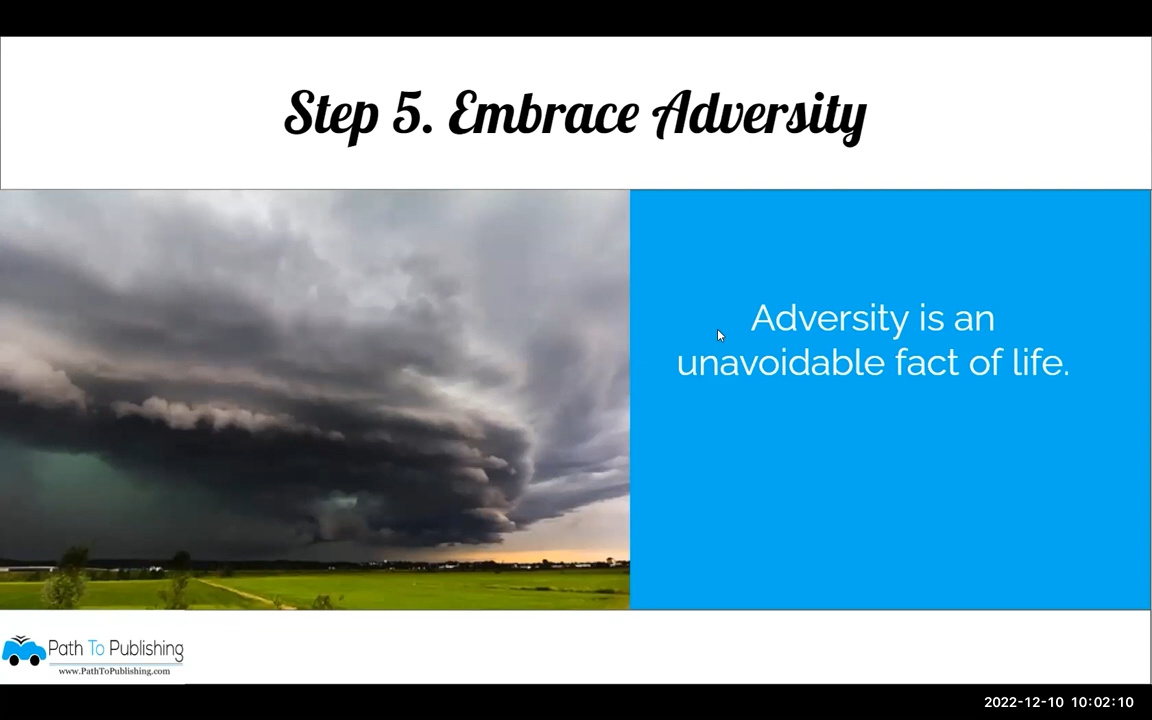 Step 5. Embrace Adversity
Adversity is an
unavoidable fact of life.
Path To Publishing
www.PathToPublishing.com
2022-12-10 10:02:10